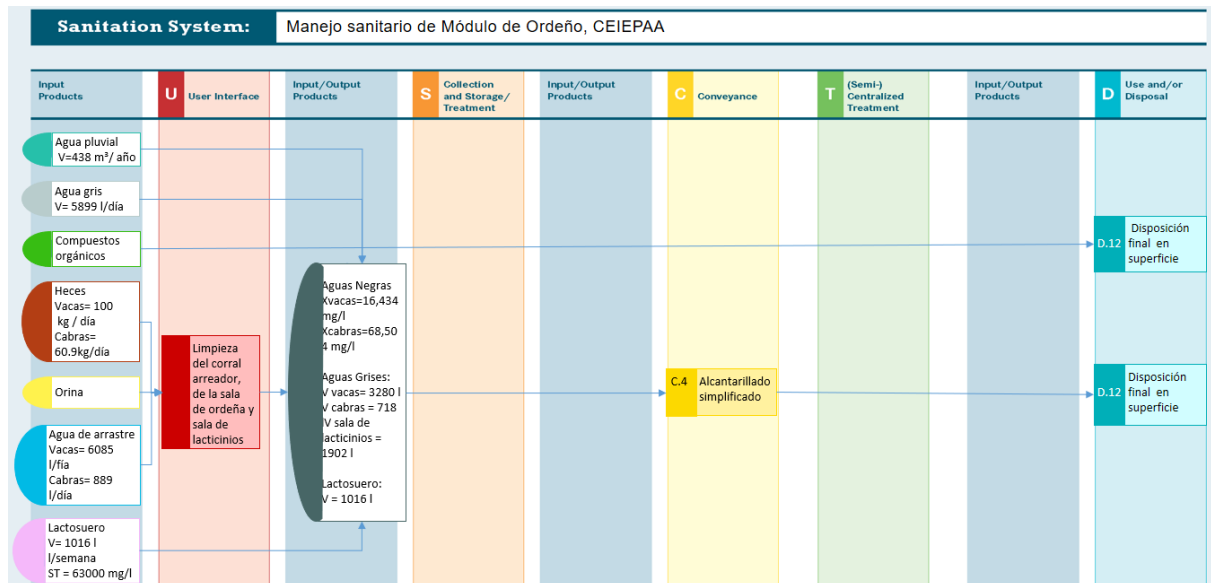 Sanitation System:
Manejo sanitario de Módulo de Ordeño, CEIEPAA
Input
Products
U
User Interface
Input/Output
Products
S
Collection
and Storage/
Treatment
Input/Output
Products
C
Conveyance
T
(Semi-)
Centralized
Treatment
Input/Output
Products
D
Use and/or
Disposal
Agua pluvial
V=438 m³/ año
Agua gris
V= 5899 l/día
Compuestos
orgánicos
Heces
Vacas= 100
kg / día
Cabras=
60.9kg/día
Orina
Agua de arrastre
Vacas= 6085
l/fía
Cabras= 889
l/día
Lactosuero
V= 1016 l
l/semana
ST = 63000 mg/l
Limpieza
del corral
arreador,
de la sala
de ordeña y
sala de
lacticinios
Aguas Negras
Xvacas=16,434
mg/l
Xcabras=68,50
4 mg/l
Aguas Grises:
V vacas= 3280 l
V cabras = 718
lV sala de
lacticinios =
1902 l
Lactosuero:
V = 1016 l
C.4
Alcantarillado
simplificado
D.12
Disposición
final en
superficie
D.12
Disposición
final en
superficie